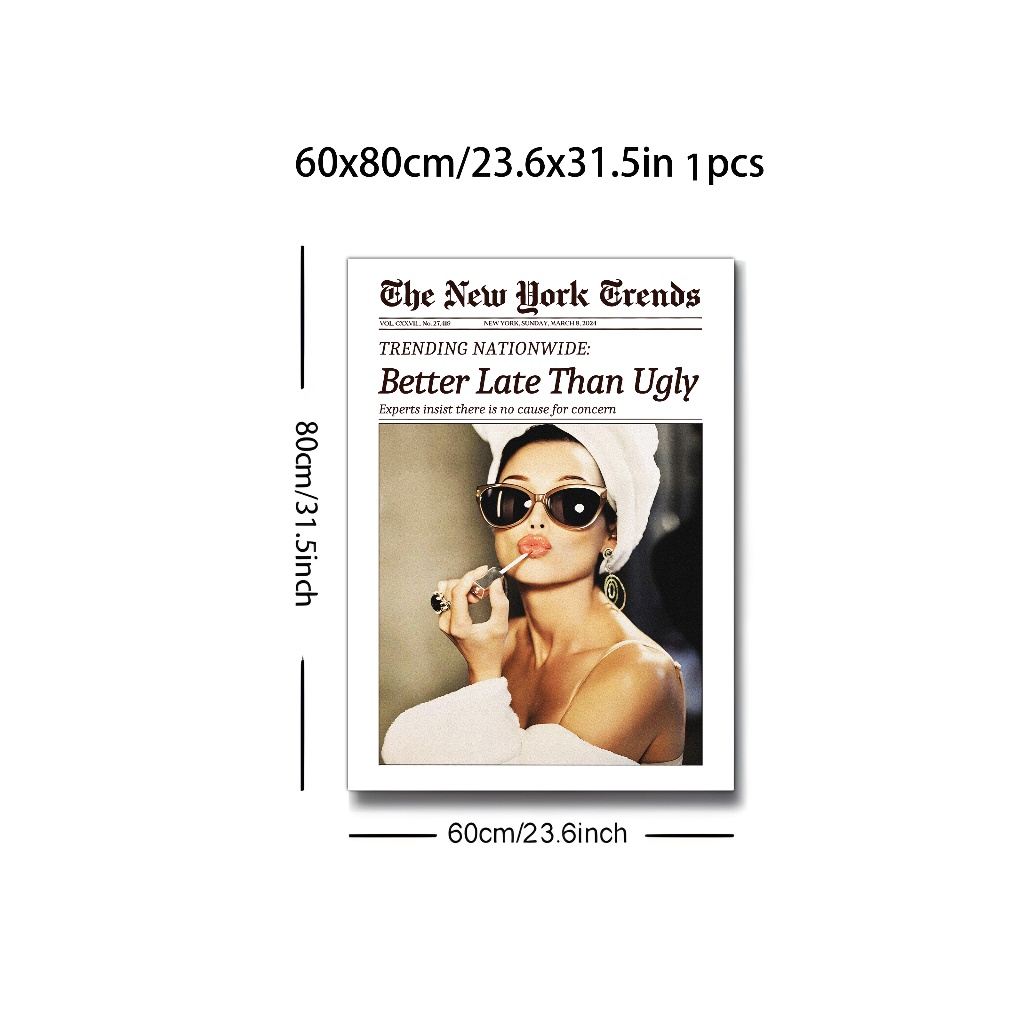 60x80cm/23.6x31.5in 1pcs
The New York Trends
VOL. CXXVII., No. 27,419 NEW YORK, SUNDAY, MARCH 8, 2024
TRENDING NATIONWIDE:
Better Late Than Ugly
Experts insist there is no cause for concern
80cm/31.5inch
60cm/23.6inch